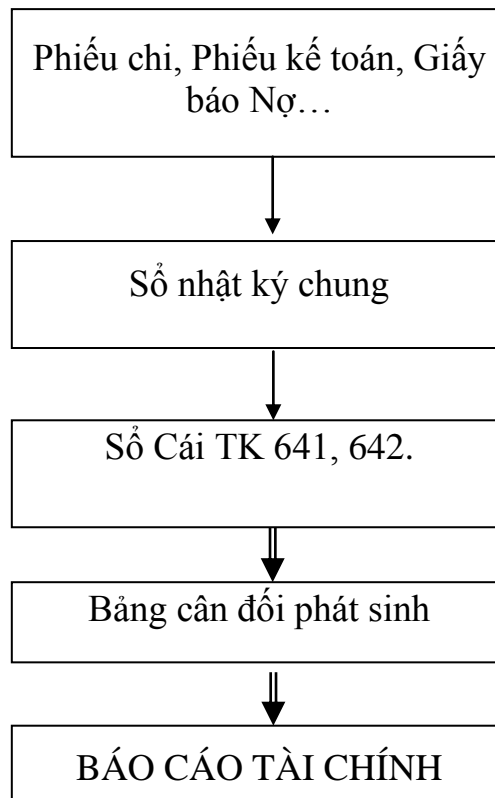 Phiếu chi, Phiếu kế toán, Giấy
báo Nợ…
Sổ nhật ký chung
Sổ Cái TK 641, 642.
Bảng cân đối phát sinh
BÁO CÁO TÀI CHÍNH